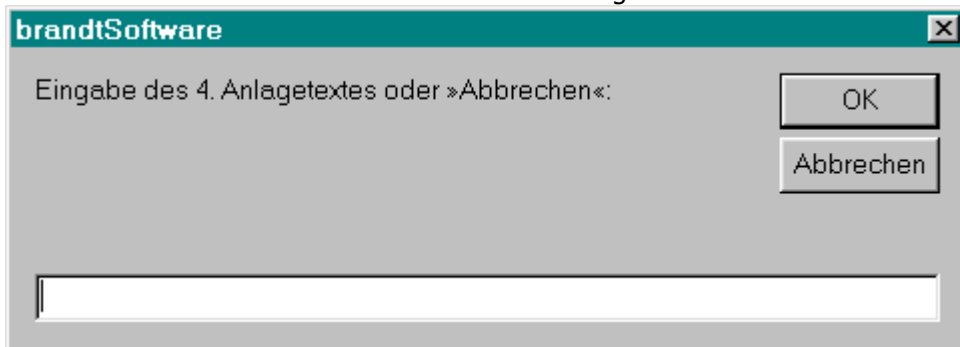 brandtSoftware
Eingabe des 4. Anlagetextes oder »Abbrechen«:
OK
Abbrechen